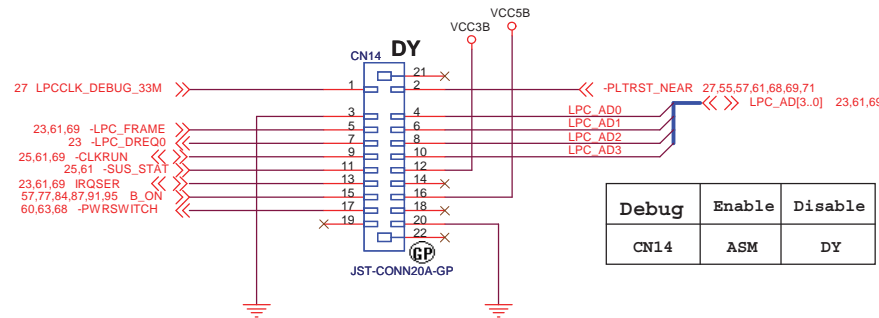 VCC5B
VCC3B
DY
CN14
21
27 LPCCLK_DEBUG_33M
1
2
-PLTRST_NEAR 27,55,57,61,68,69,71
LPC_AD[3..0] 23,61,69
3
4
LPC_AD0
23,61,69 -LPC_FRAME
5
6
LPC_AD1
23 -LPC_DREQ0
7
8
LPC_AD2
25,61,69 -CLKRUN
9
10
LPC_AD3
25,61 -SUS_STAT
11
12
23,61,69 IRQSER
13
14
57,77,84,87,91,95 B_ON
15
16
60,63,68 -PWRSWITCH
17
18
19
20
22
GP
JST-CONN20A-GP
Debug Enable Disable
CN14 ASM DY